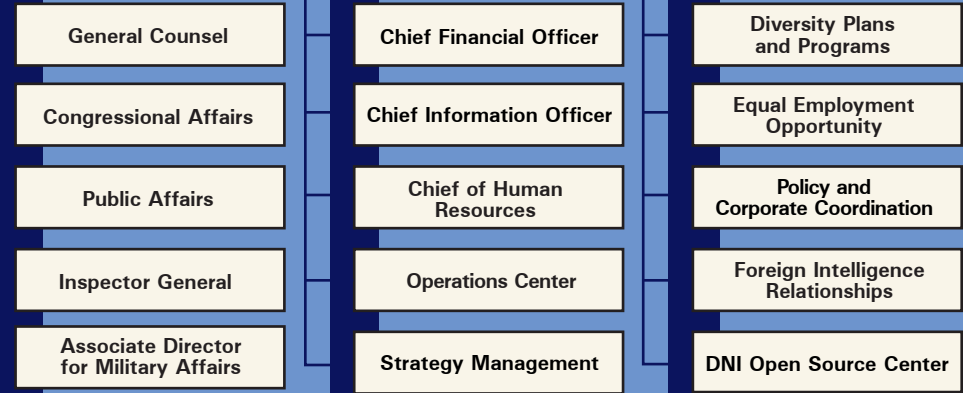 General Counsel
Congressional Affairs
Public Affairs
Inspector General
Associate Director
for Military Affairs
Chief Financial Officer
Chief Information Officer
Chief of Human
Resources
Operations Center
Strategy Management
Diversity Plans
and Programs
Equal Employment
Opportunity
Policy and
Corporate Coordination
Foreign Intelligence
Relationships
DNI Open Source Center